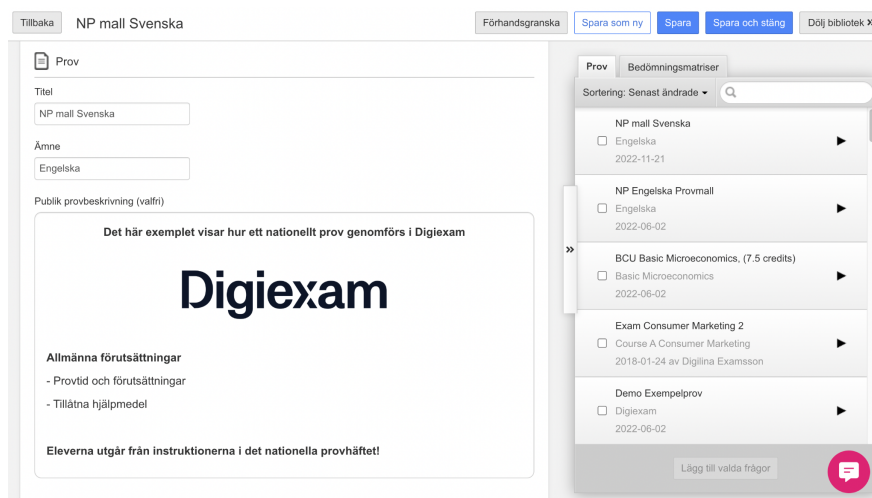 Tillbaka NP mall Svenska Förhandsgranska Spara som ny Spara Spara och stäng Dölj bibliotek
Prov
Titel
NP mall Svenska
Ämne
Engelska
Publik provbeskrivning (valfri)
Det här exemplet visar hur ett nationellt prov genomförs i Digiexam
Digiexam
Allmänna förutsättningar
- Provtid och förutsättningar
- Tillåtna hjälpmedel
Eleverna utgår från instruktionerna i det nationella provhäftet!
»
Prov Bedömningsmatriser
Sortering: Senast ändrade
NP mall Svenska
Engelska
2022-11-21
NP Engelska Provmall
Engelska
2022-06-02
BCU Basic Microeconomics, (7.5 credits)
Basic Microeconomics
2022-06-02
Exam Consumer Marketing 2
Course A Consumer Marketing
2018-01-24 av Digilina Examsson
Demo Exempelprov
Digiexam
2022-06-02
Lägg till valda frågor